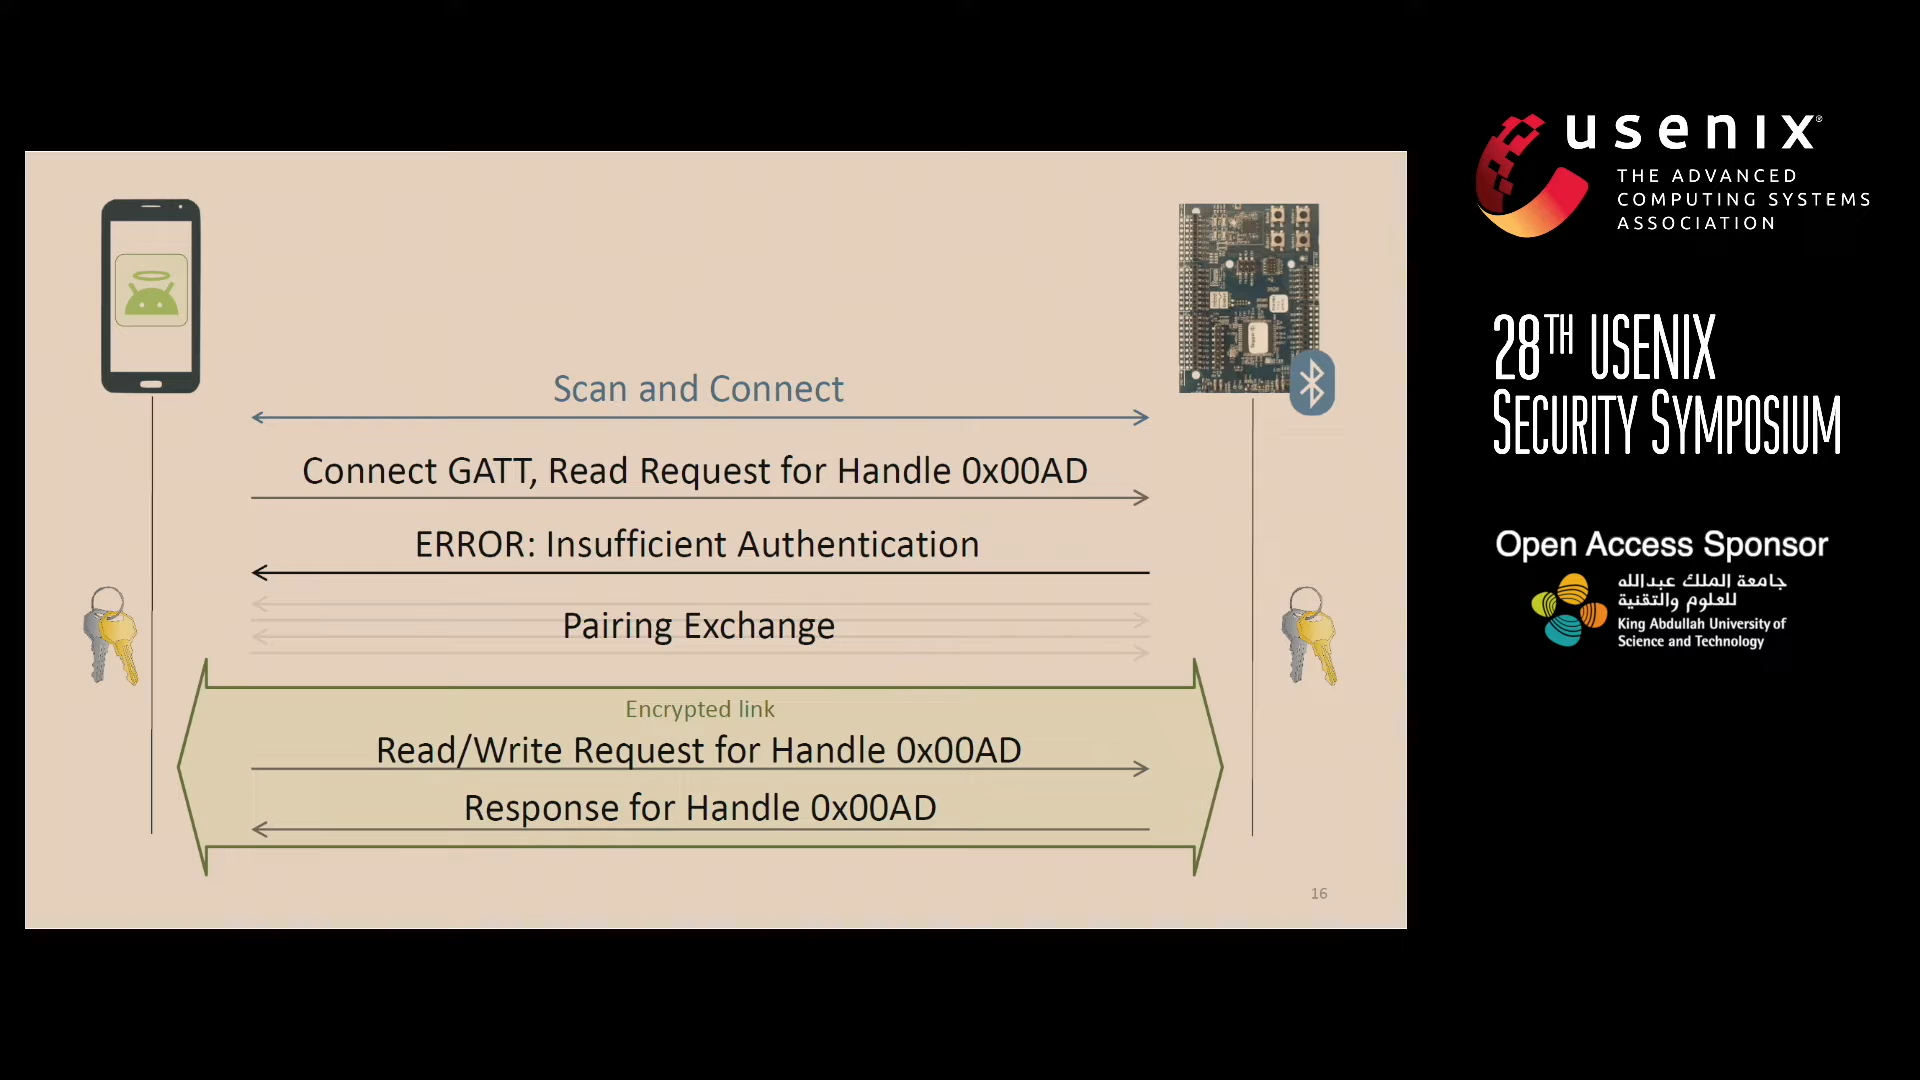 Scan and Connect
Connect GATT, Read Request for Handle 0x00AD
ERROR: Insufficient Authentication
Pairing Exchange
Encrypted link
Read/Write Request for Handle 0x00AD
Response for Handle 0x00AD
16
usenix®
THE ADVANCED
COMPUTING SYSTEMS
ASSOCIATION
28TH USENIX
SECURITY SYMPOSIUM
Open Access Sponsor
جامعة الملك عبدالله
للعلوم والتقنية
King Abdullah University of
Science and Technology